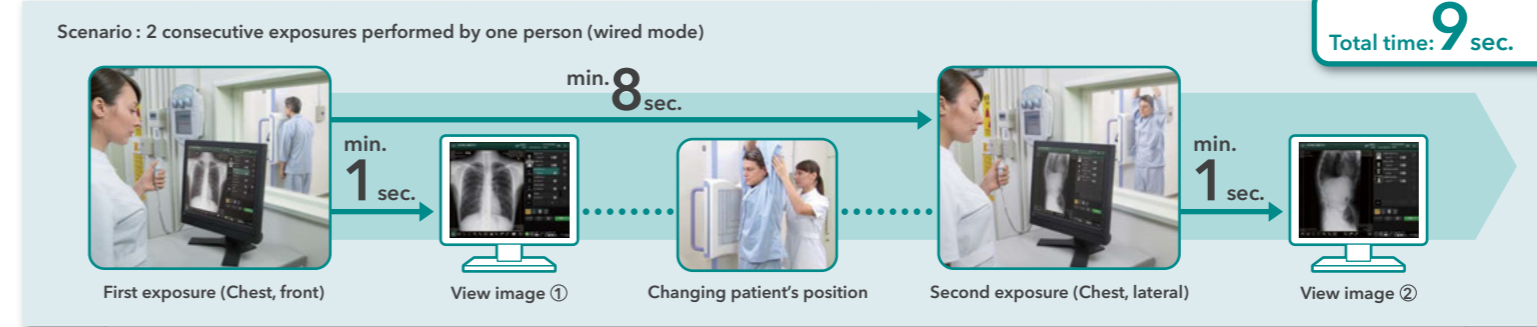 Scenario : 2 consecutive exposures performed by one person (wired mode)
Total time: 9 sec.
min. 8 sec.
min.
1 sec.
min.
1 sec.
First exposure (Chest, front)
View image ①
Changing patient's position
Second exposure (Chest, lateral)
View image ②